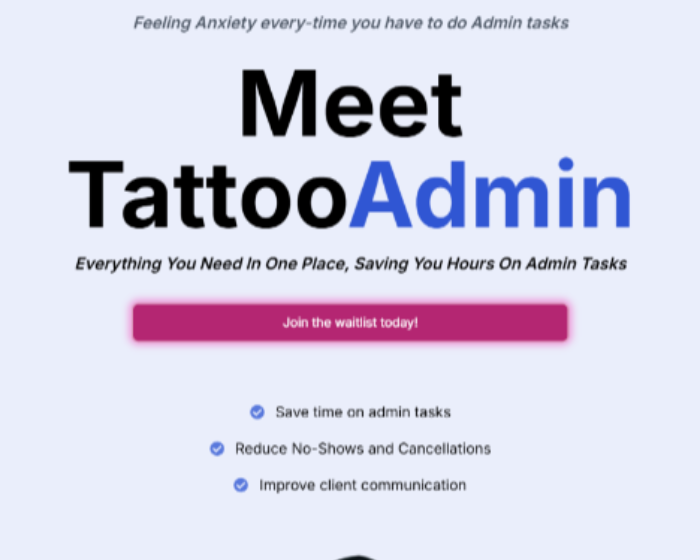 Feeling Anxiety every-time you have to do Admin tasks
Meet
TattooAdmin
Everything You Need In One Place, Saving You Hours On Admin Tasks
Join the waitlist today!
Save time on admin tasks
Reduce No-Shows and Cancellations
Improve client communication